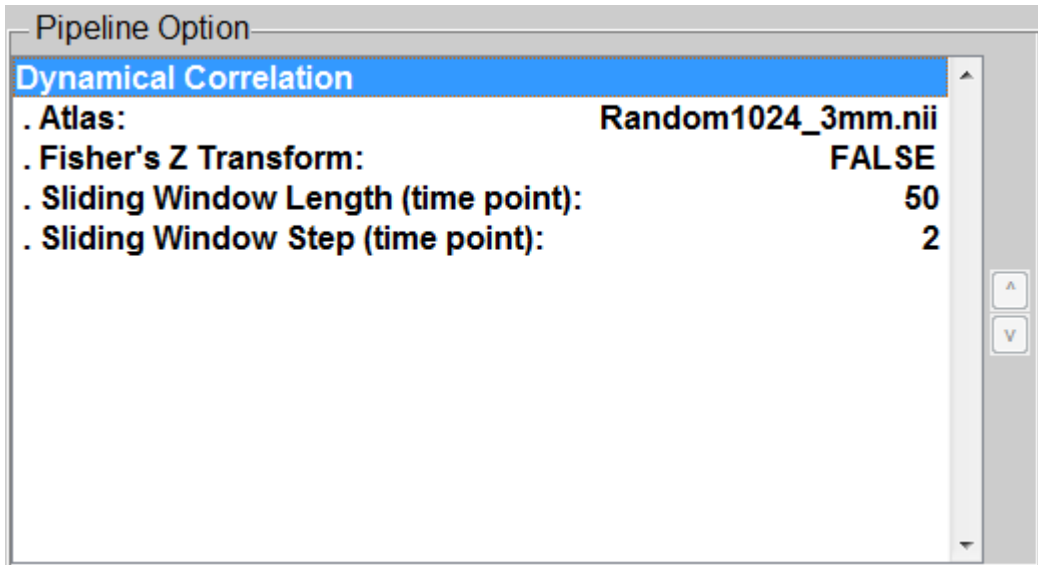 Pipeline Option
Dynamical Correlation
. Atlas: Random1024_3mm.nii
. Fisher's Z Transform: FALSE
. Sliding Window Length (time point): 50
. Sliding Window Step (time point): 2
^
v